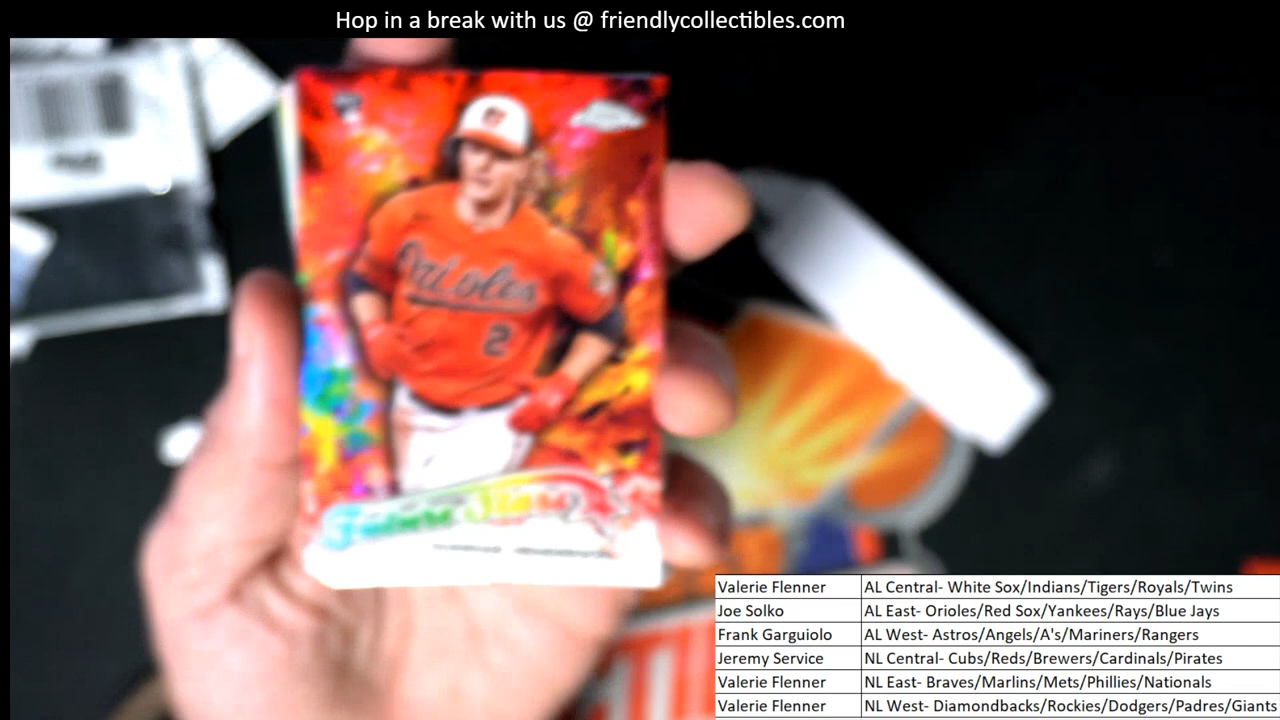 Hop in a break with us @ friendlycollectibles.com
Orioles
2
Future Stars
Valerie Flenner AL Central- White Sox/Indians/Tigers/Royals/Twins
Joe Solko AL East- Orioles/Red Sox/Yankees/Rays/Blue Jays
Frank Garguiolo AL West- Astros/Angels/A's/Mariners/Rangers
Jeremy Service NL Central- Cubs/Reds/Brewers/Cardinals/Pirates
Valerie Flenner NL East- Braves/Marlins/Mets/Phillies/Nationals
Valerie Flenner NL West- Diamondbacks/Rockies/Dodgers/Padres/Giants